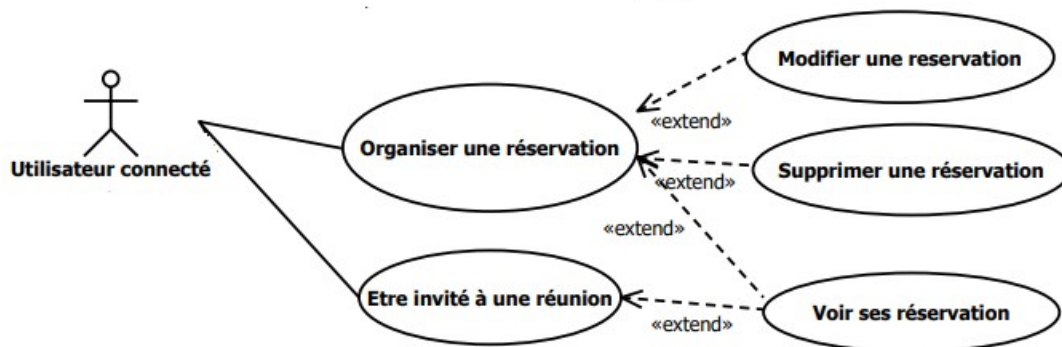 Modifier une reservation
«extend»
Utilisateur connecté
Organiser une réservation
Supprimer une réservation
«extend»
«extend»
Etre invité à une réunion
Voir ses réservation
«extend»